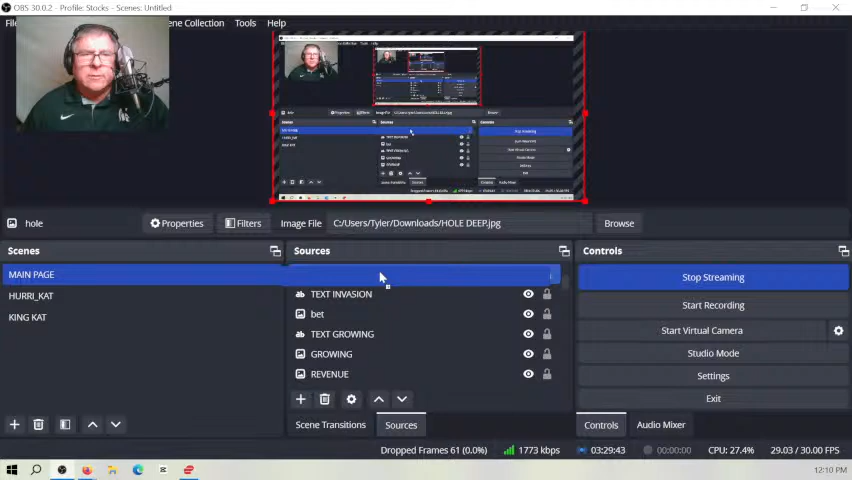 OBS 30.0.2 - Profile: Stocks - Scenes: Untitled
Scene Collection Tools Help
hole Properties Filters Image File C:/Users/Tyler/Downloads/HOLE DEEP.jpg Browse
Scenes Sources Controls
MAIN PAGE
HURRI_KAT
KING KAT
TEXT INVASION
bet
TEXT GROWING
GROWING
REVENUE
Stop Streaming
Start Recording
Start Virtual Camera
Studio Mode
Settings
Exit
Scene Transitions Sources Controls Audio Mixer
Dropped Frames 61 (0.0%) 1773 kbps 03:29:43 00:00:00 CPU: 27.4% 29.03 / 30.00 FPS
12:10 PM